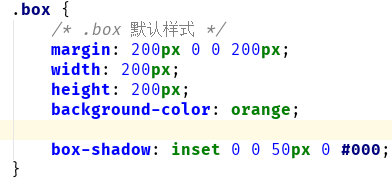 .box {
/* .box 默认样式 */
margin: 200px 0 0 200px;
width: 200px;
height: 200px;
background-color: orange;
box-shadow: inset 0 0 50px 0 #000;
}